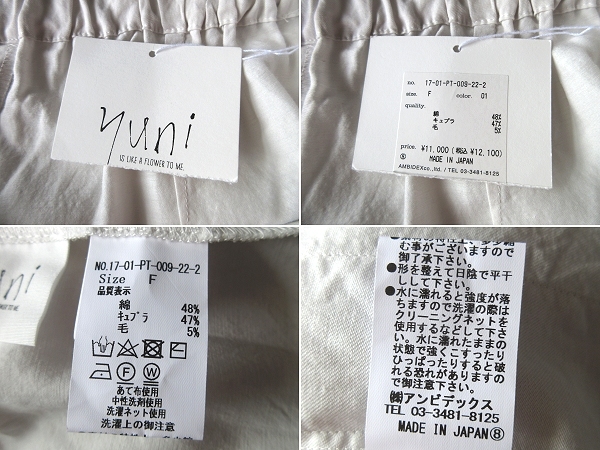 yuni
IS LIKE A FLOWER TO ME.
no. 17-01-PT-009-22-2
size. F color. 01
quality.
綿 48%
キュプラ 47%
毛 5%
price. ¥11,000 (税込 ¥12,100)
Ⓢ MADE IN JAPAN
AMBIDEXco.,ltd./ TEL 03-3481-8125
uni
NO.17-01-PT-009-22-2
Size F
品質表示
綿 48%
キュプラ 47%
毛 5%
F W
あて布使用
中性洗剤使用
洗濯ネット使用
洗濯上の御注意
む事がございますので
御了承下さい。
●形を整えて日陰で平干
しして下さい。
●水に濡れると強度が落
ちますので洗濯の際は
クリーニングネットを
使用するなどして下さ
い。水に濡れたまったり
状態で強くこすったり
ひっぱったりすると破
れる恐れがあります
ので御注意下さい。
㈱アンビデックス
TEL 03-3481-8125
MADE IN JAPAN⑧